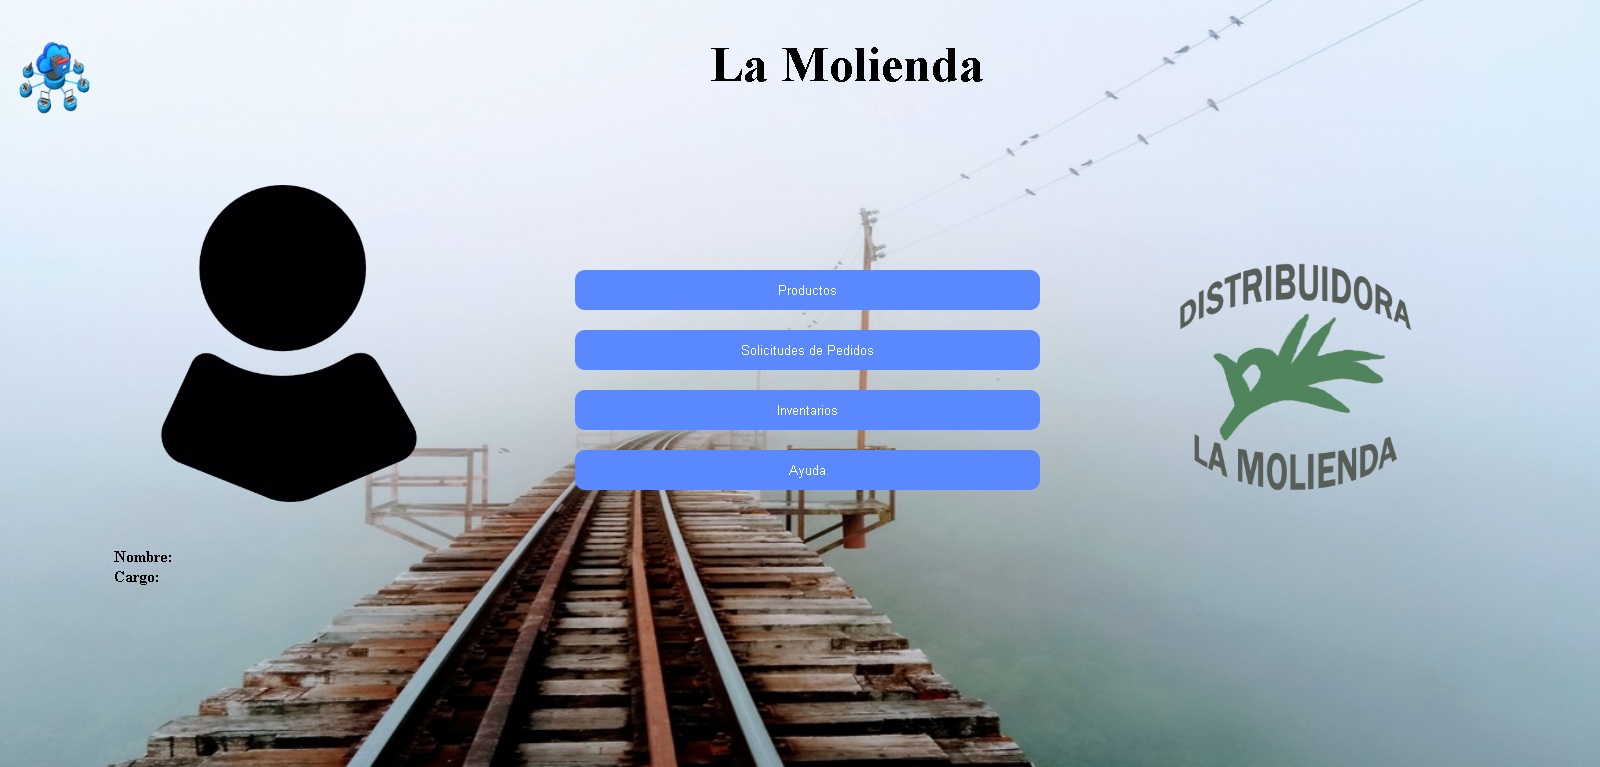 La Molienda
Productos
Solicitudes de Pedidos
Inventarios
Ayuda
DISTRIBUIDORA
LA MOLIENDA
Nombre:
Cargo: